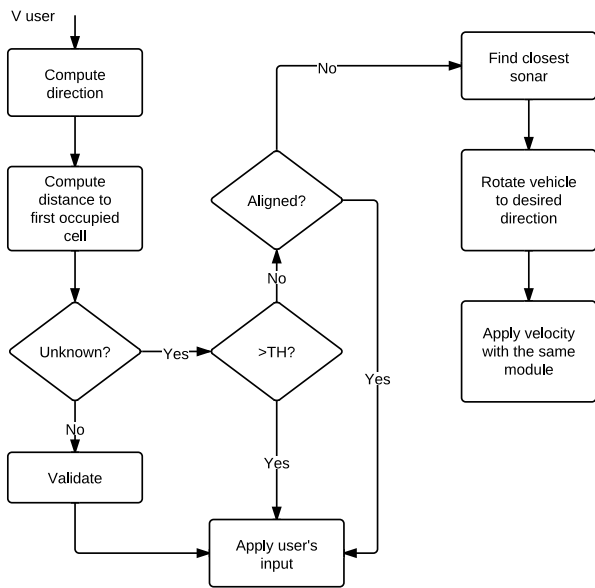 V user
Compute
direction
Compute
distance to
first occupied
cell
Unknown?
Yes
No
Validate
>TH?
No
Yes
Aligned?
No
Yes
Apply user's
input
Find closest
sonar
Rotate vehicle
to desired
direction
Apply velocity
with the same
module